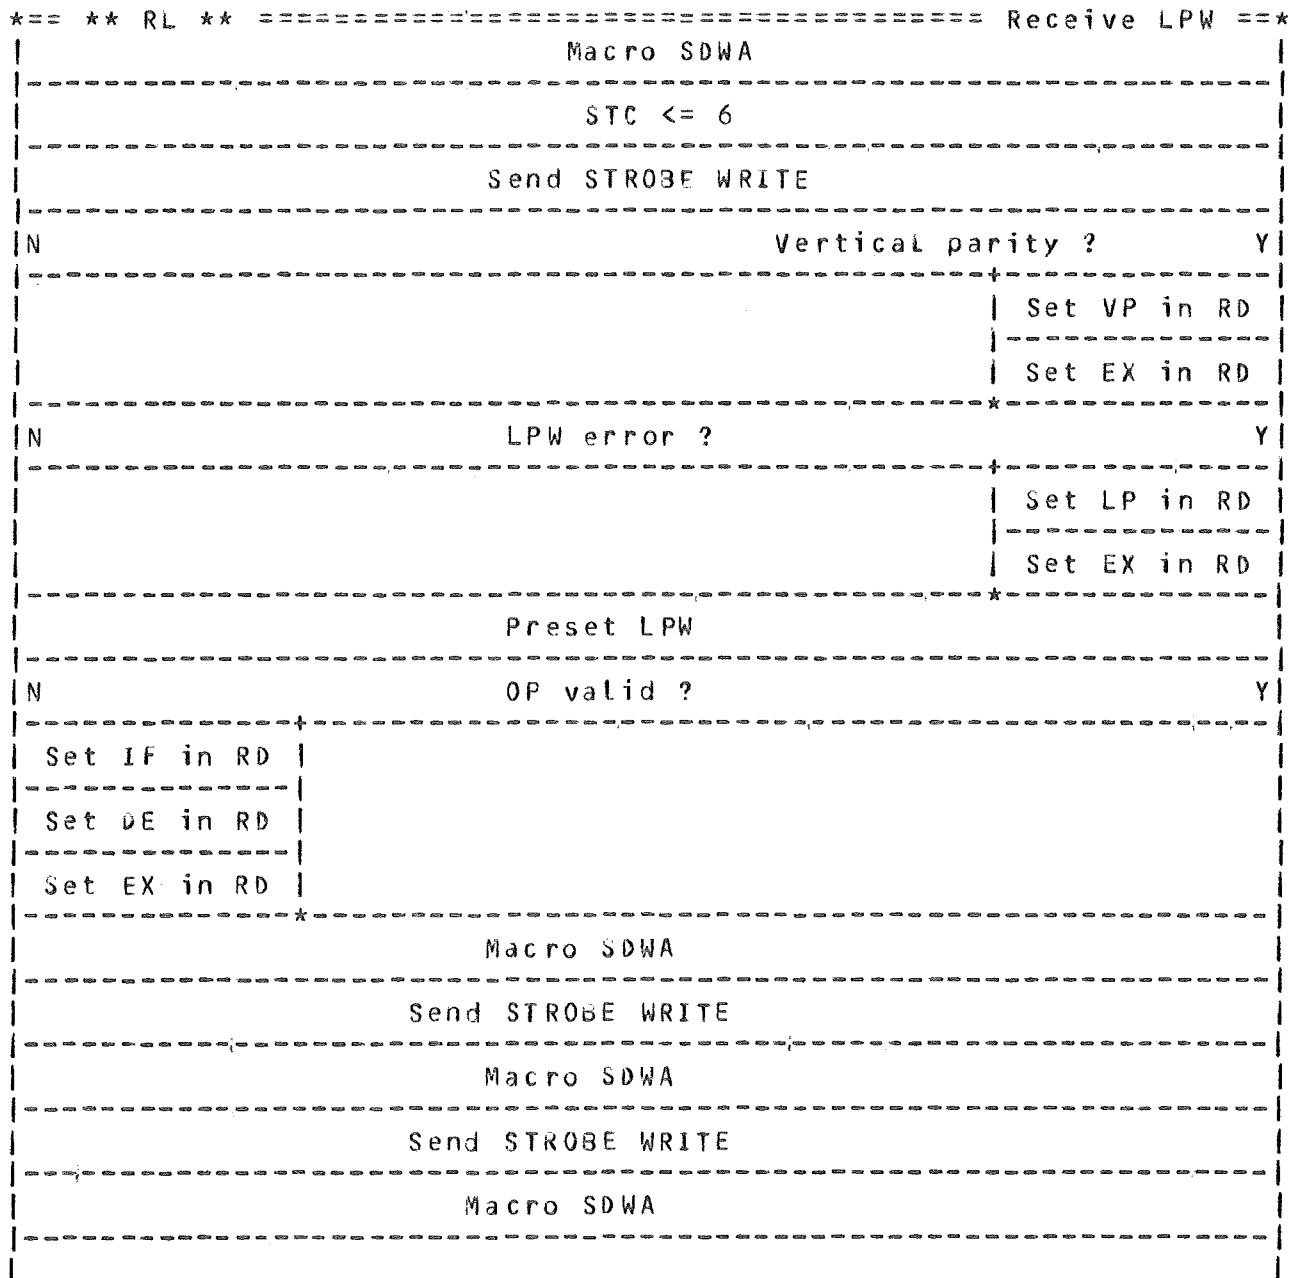 *== ** RL ** ====================================== Receive LPW ==*
Macro SDWA
STC <= 6
Send STROBE WRITE
N Vertical parity ? Y
Set VP in RD
Set EX in RD
N LPW error ? Y
Set LP in RD
Set EX in RD
Preset LPW
N OP valid ? Y
Set IF in RD
Set DE in RD
Set EX in RD
Macro SDWA
Send STROBE WRITE
Macro SDWA
Send STROBE WRITE
Macro SDWA